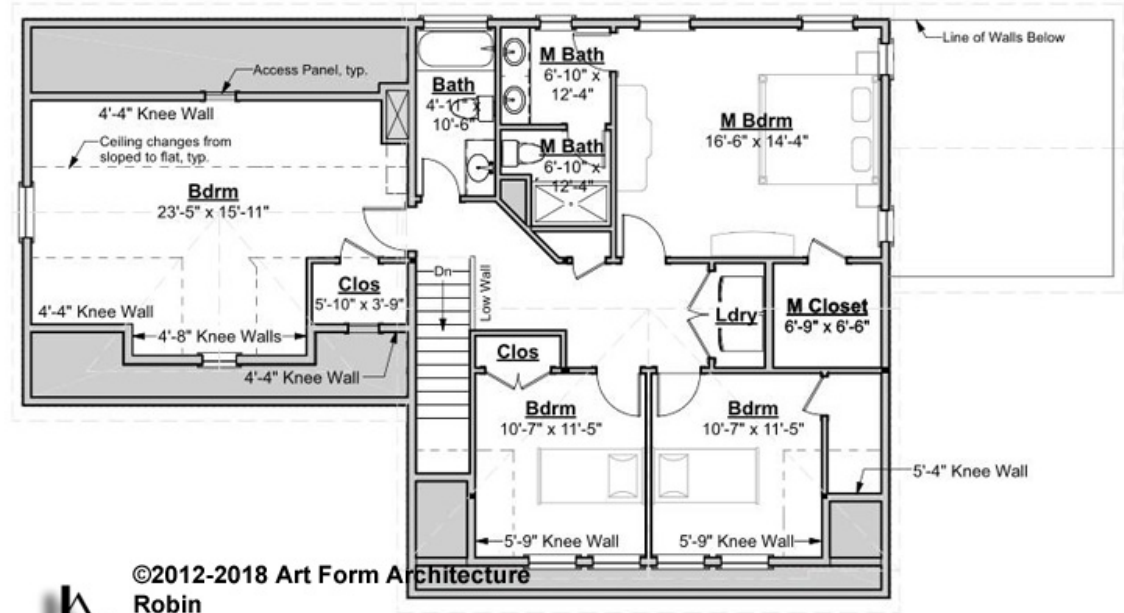 Line of Walls Below
Access Panel, typ.
4'-4" Knee Wall
Ceiling changes from
sloped to flat, typ.
Bdrm
23'-5" x 15'-11"
Bath
4'-11" x
10'-6"
M Bath
6'-10" x
12'-4"
M Bath
6'-10" x
12'-4"
M Bdrm
16'-6" x 14'-4"
Clos
5'-10" x 3'-9"
Dn
Low Wall
Ldry
M Closet
6'-9" x 6'-6"
4'-4" Knee Wall
4'-8" Knee Walls
4'-4" Knee Wall
Clos
Bdrm
10'-7" x 11'-5"
Bdrm
10'-7" x 11'-5"
5'-4" Knee Wall
5'-9" Knee Wall
5'-9" Knee Wall
©2012-2018 Art Form Architecture
Robin